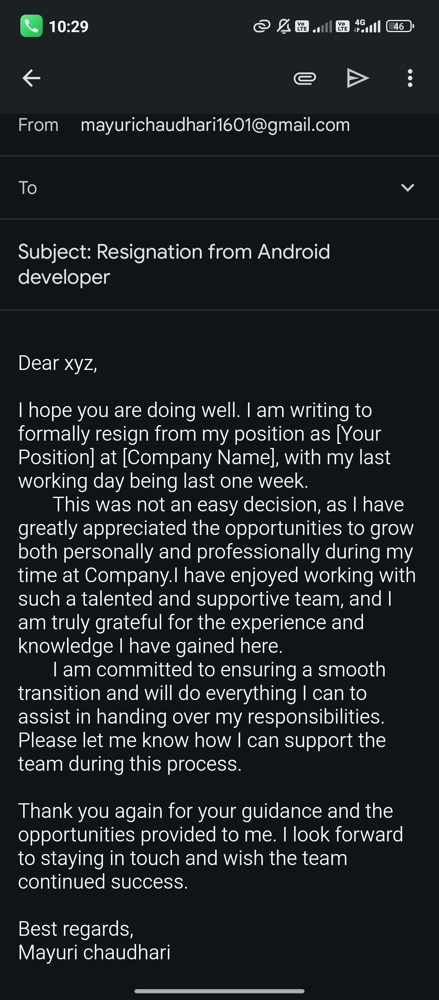 10:29
Vo LTE Vo LTE 4G 46
From mayurichaudhari1601@gmail.com
To
Subject: Resignation from Android
developer
Dear xyz,
I hope you are doing well. I am writing to
formally resign from my position as [Your
Position] at [Company Name], with my last
working day being last one week.
This was not an easy decision, as I have
greatly appreciated the opportunities to grow
both personally and professionally during my
time at Company.I have enjoyed working with
such a talented and supportive team, and I
am truly grateful for the experience and
knowledge I have gained here.
I am committed to ensuring a smooth
transition and will do everything I can to
assist in handing over my responsibilities.
Please let me know how I can support the
team during this process.
Thank you again for your guidance and the
opportunities provided to me. I look forward
to staying in touch and wish the team
continued success.
Best regards,
Mayuri chaudhari